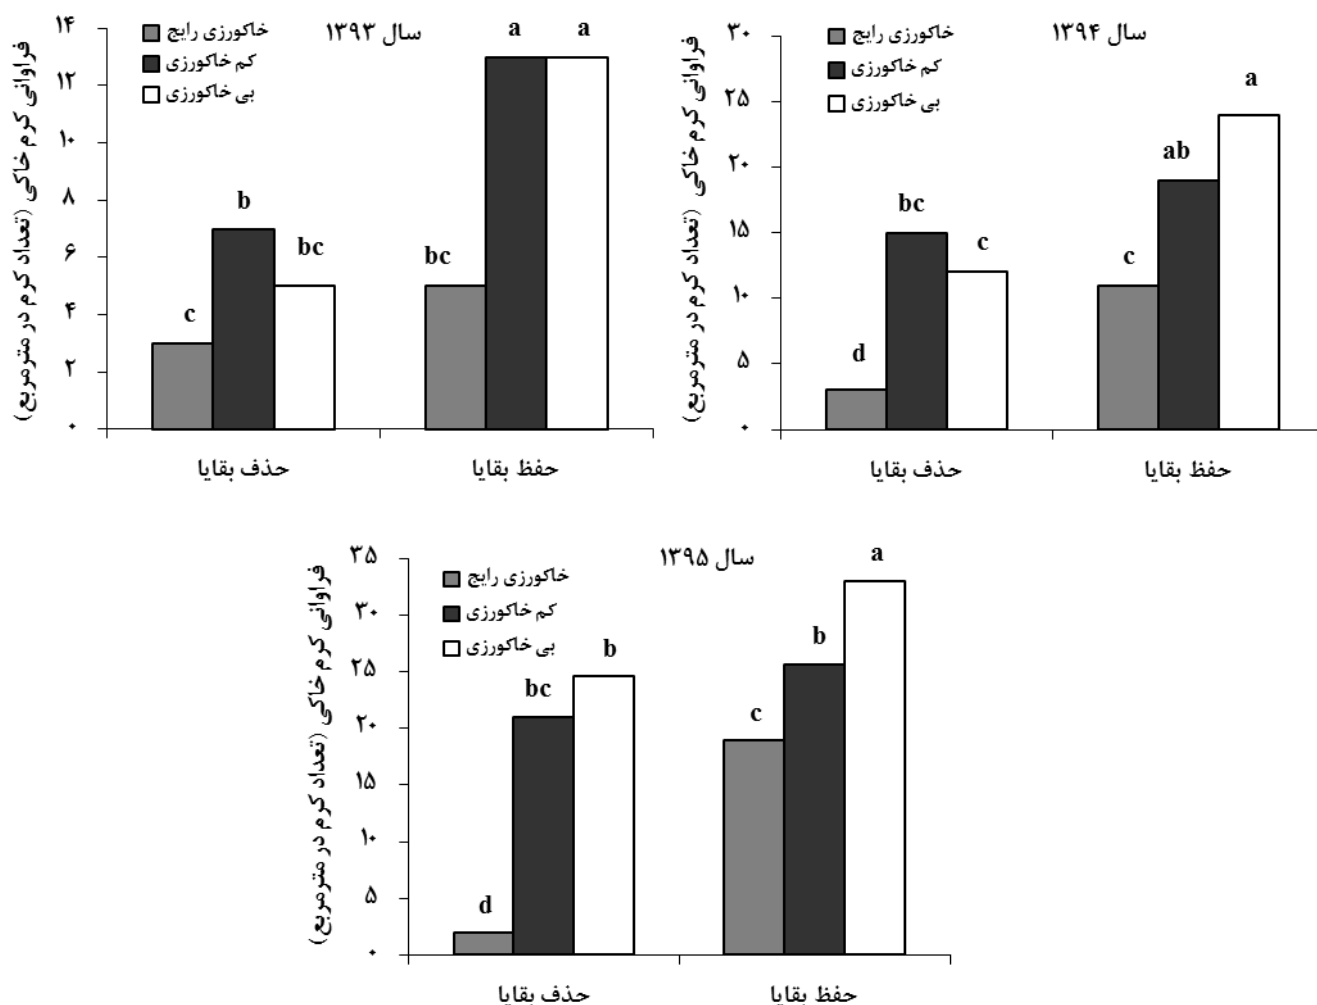 سال ۱۳۹۳
خاکورزی رایج
کم خاکورزی
بی خاکورزی
فراوانی کرم خاکی (تعداد کرم در مترمربع)
۱۴
۱۲
۱۰
۸
۶
۴
۲
۰
c
b
bc
bc
a
a
حذف بقایا
حفظ بقایا
سال ۱۳۹۴
خاکورزی رایج
کم خاکورزی
بی خاکورزی
فراوانی کرم خاکی (تعداد کرم در مترمربع)
۳۰
۲۵
۲۰
۱۵
۱۰
۵
۰
d
bc
c
c
ab
a
حذف بقایا
حفظ بقایا
سال ۱۳۹۵
خاکورزی رایج
کم خاکورزی
بی خاکورزی
فراوانی کرم خاکی (تعداد کرم در مترمربع)
۳۵
۳۰
۲۵
۲۰
۱۵
۱۰
۵
۰
d
bc
b
c
b
a
حذف بقایا
حفظ بقایا